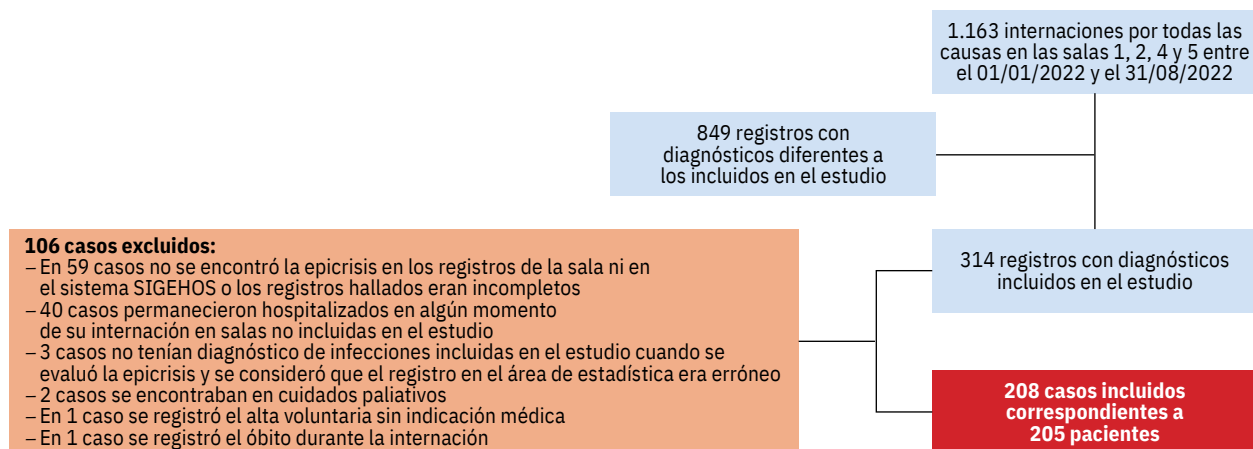 1.163 internaciones por todas las
causas en las salas 1, 2, 4 y 5 entre
el 01/01/2022 y el 31/08/2022
849 registros con
diagnósticos diferentes a
los incluidos en el estudio
314 registros con diagnósticos
incluidos en el estudio
106 casos excluidos:
– En 59 casos no se encontró la epicrisis en los registros de la sala ni en
el sistema SIGEHOS o los registros hallados eran incompletos
– 40 casos permanecieron hospitalizados en algún momento
de su internación en salas no incluidas en el estudio
– 3 casos no tenían diagnóstico de infecciones incluidas en el estudio cuando se
evaluó la epicrisis y se consideró que el registro en el área de estadística era erróneo
– 2 casos se encontraban en cuidados paliativos
– En 1 caso se registró el alta voluntaria sin indicación médica
– En 1 caso se registró el óbito durante la internación
208 casos incluidos
correspondientes a
205 pacientes